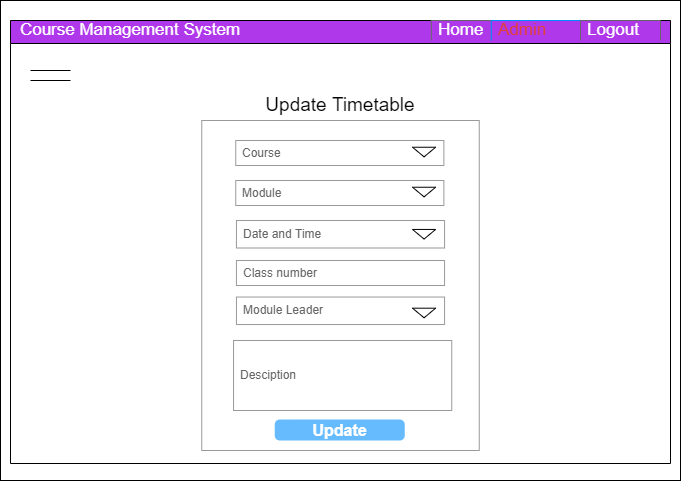 Course Management System Home Admin Logout
Update Timetable
Course
Module
Date and Time
Class number
Module Leader
Desciption
Update